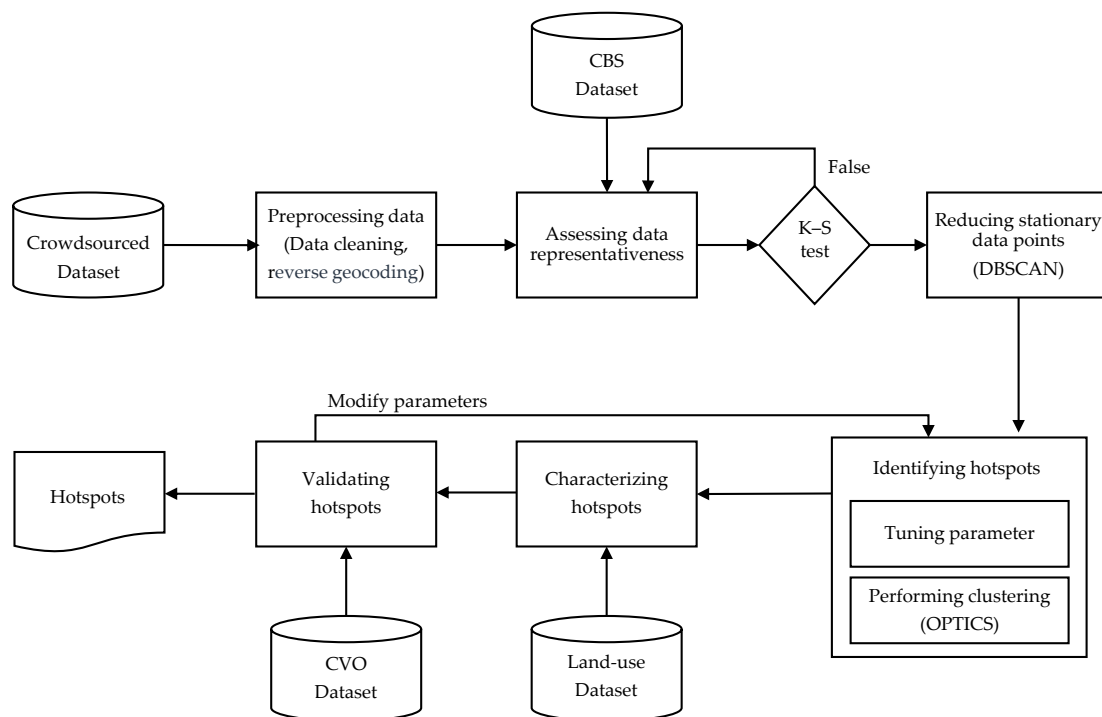 CBS
Dataset
False
Crowdsourced
Dataset
Preprocessing data
(Data cleaning,
reverse geocoding)
Assessing data
representativeness
K–S
test
Reducing stationary
data points
(DBSCAN)
Modify parameters
Hotspots
Validating
hotspots
Characterizing
hotspots
Identifying hotspots
Tuning parameter
Performing clustering
(OPTICS)
CVO
Dataset
Land-use
Dataset